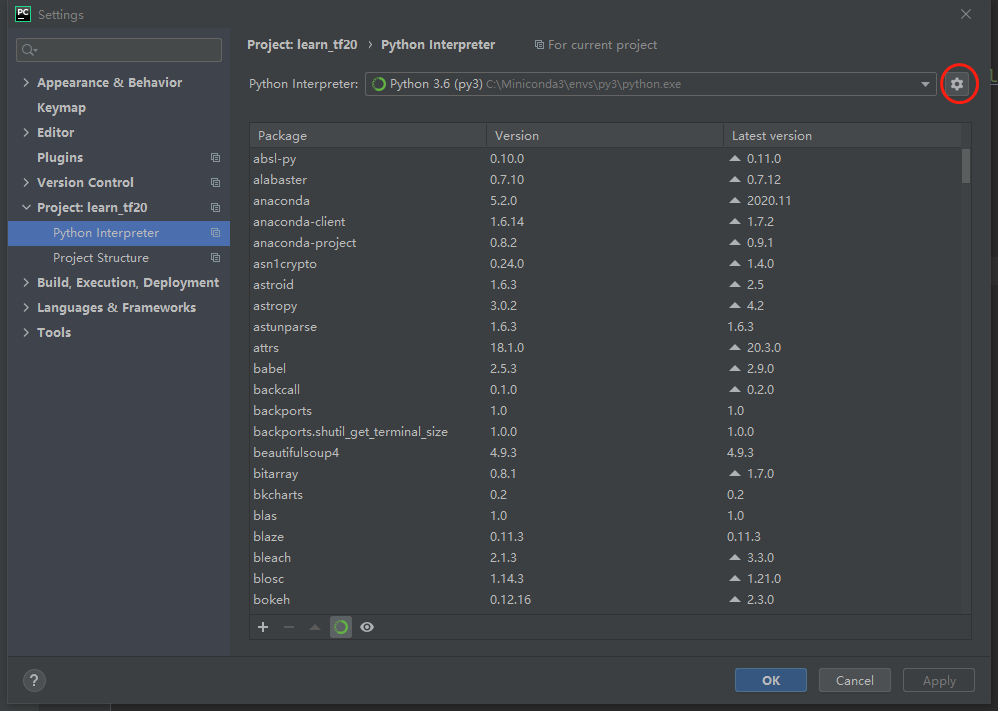 PC Settings
Project: learn_tf20 › Python Interpreter For current project
Python Interpreter: Python 3.6 (py3) C:\Miniconda3\envs\py3\python.exe
Appearance & Behavior
Keymap
Editor
Plugins
Version Control
Project: learn_tf20
Python Interpreter
Project Structure
Build, Execution, Deployment
Languages & Frameworks
Tools
Package Version Latest version
absl-py 0.10.0 0.11.0
alabaster 0.7.10 0.7.12
anaconda 5.2.0 2020.11
anaconda-client 1.6.14 1.7.2
anaconda-project 0.8.2 0.9.1
asn1crypto 0.24.0 1.4.0
astroid 1.6.3 2.5
astropy 3.0.2 4.2
astunparse 1.6.3 1.6.3
attrs 18.1.0 20.3.0
babel 2.5.3 2.9.0
backcall 0.1.0 0.2.0
backports 1.0 1.0
backports.shutil_get_terminal_size 1.0.0 1.0.0
beautifulsoup4 4.9.3 4.9.3
bitarray 0.8.1 1.7.0
bkcharts 0.2 0.2
blas 1.0 1.0
blaze 0.11.3 0.11.3
bleach 2.1.3 3.3.0
blosc 1.14.3 1.21.0
bokeh 0.12.16 2.3.0
? OK Cancel Apply